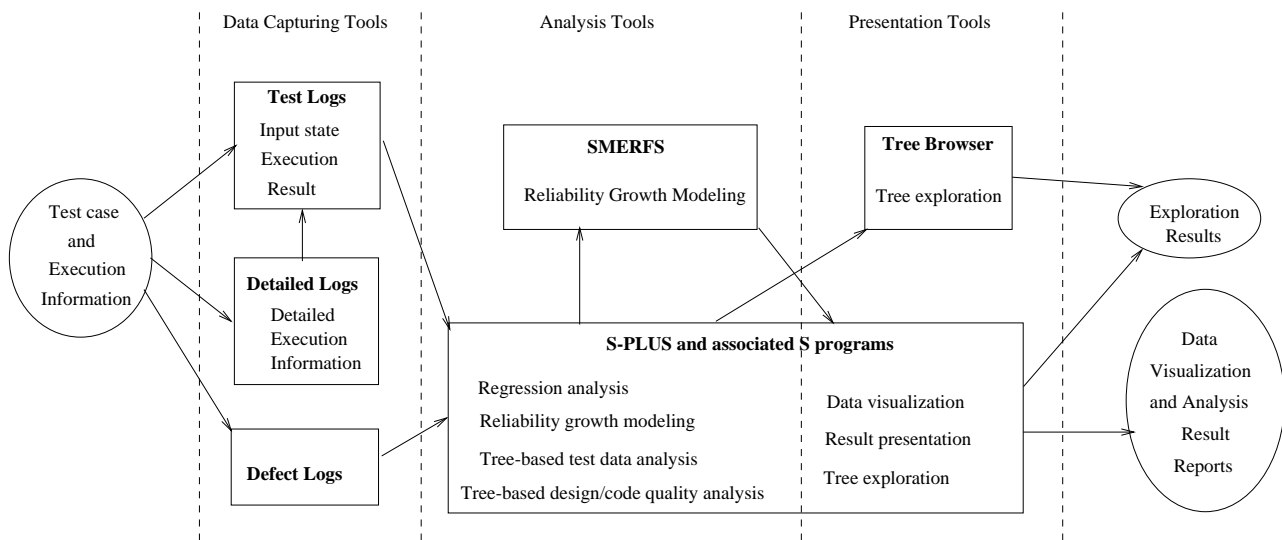 Data Capturing Tools
Analysis Tools
Presentation Tools
Test case
and
Execution
Information
Test Logs
Input state
Execution
Result
Detailed Logs
Detailed
Execution
Information
Defect Logs
SMERFS
Reliability Growth Modeling
S-PLUS and associated S programs
Regression analysis
Reliability growth modeling
Tree-based test data analysis
Tree-based design/code quality analysis
Data visualization
Result presentation
Tree exploration
Tree Browser
Tree exploration
Exploration
Results
Data
Visualization
and Analysis
Result
Reports